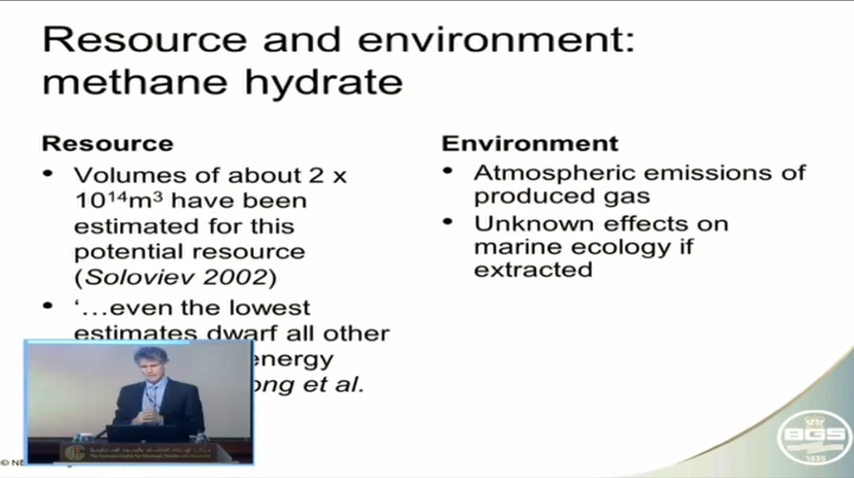 Resource and environment:
methane hydrate
Resource
• Volumes of about 2 x
10¹⁴m³ have been
estimated for this
potential resource
(Soloviev 2002)
• ‘…even the lowest
estimates dwarf all other
energy
et al.
Environment
• Atmospheric emissions of
produced gas
• Unknown effects on
marine ecology if
extracted
BGS
1835